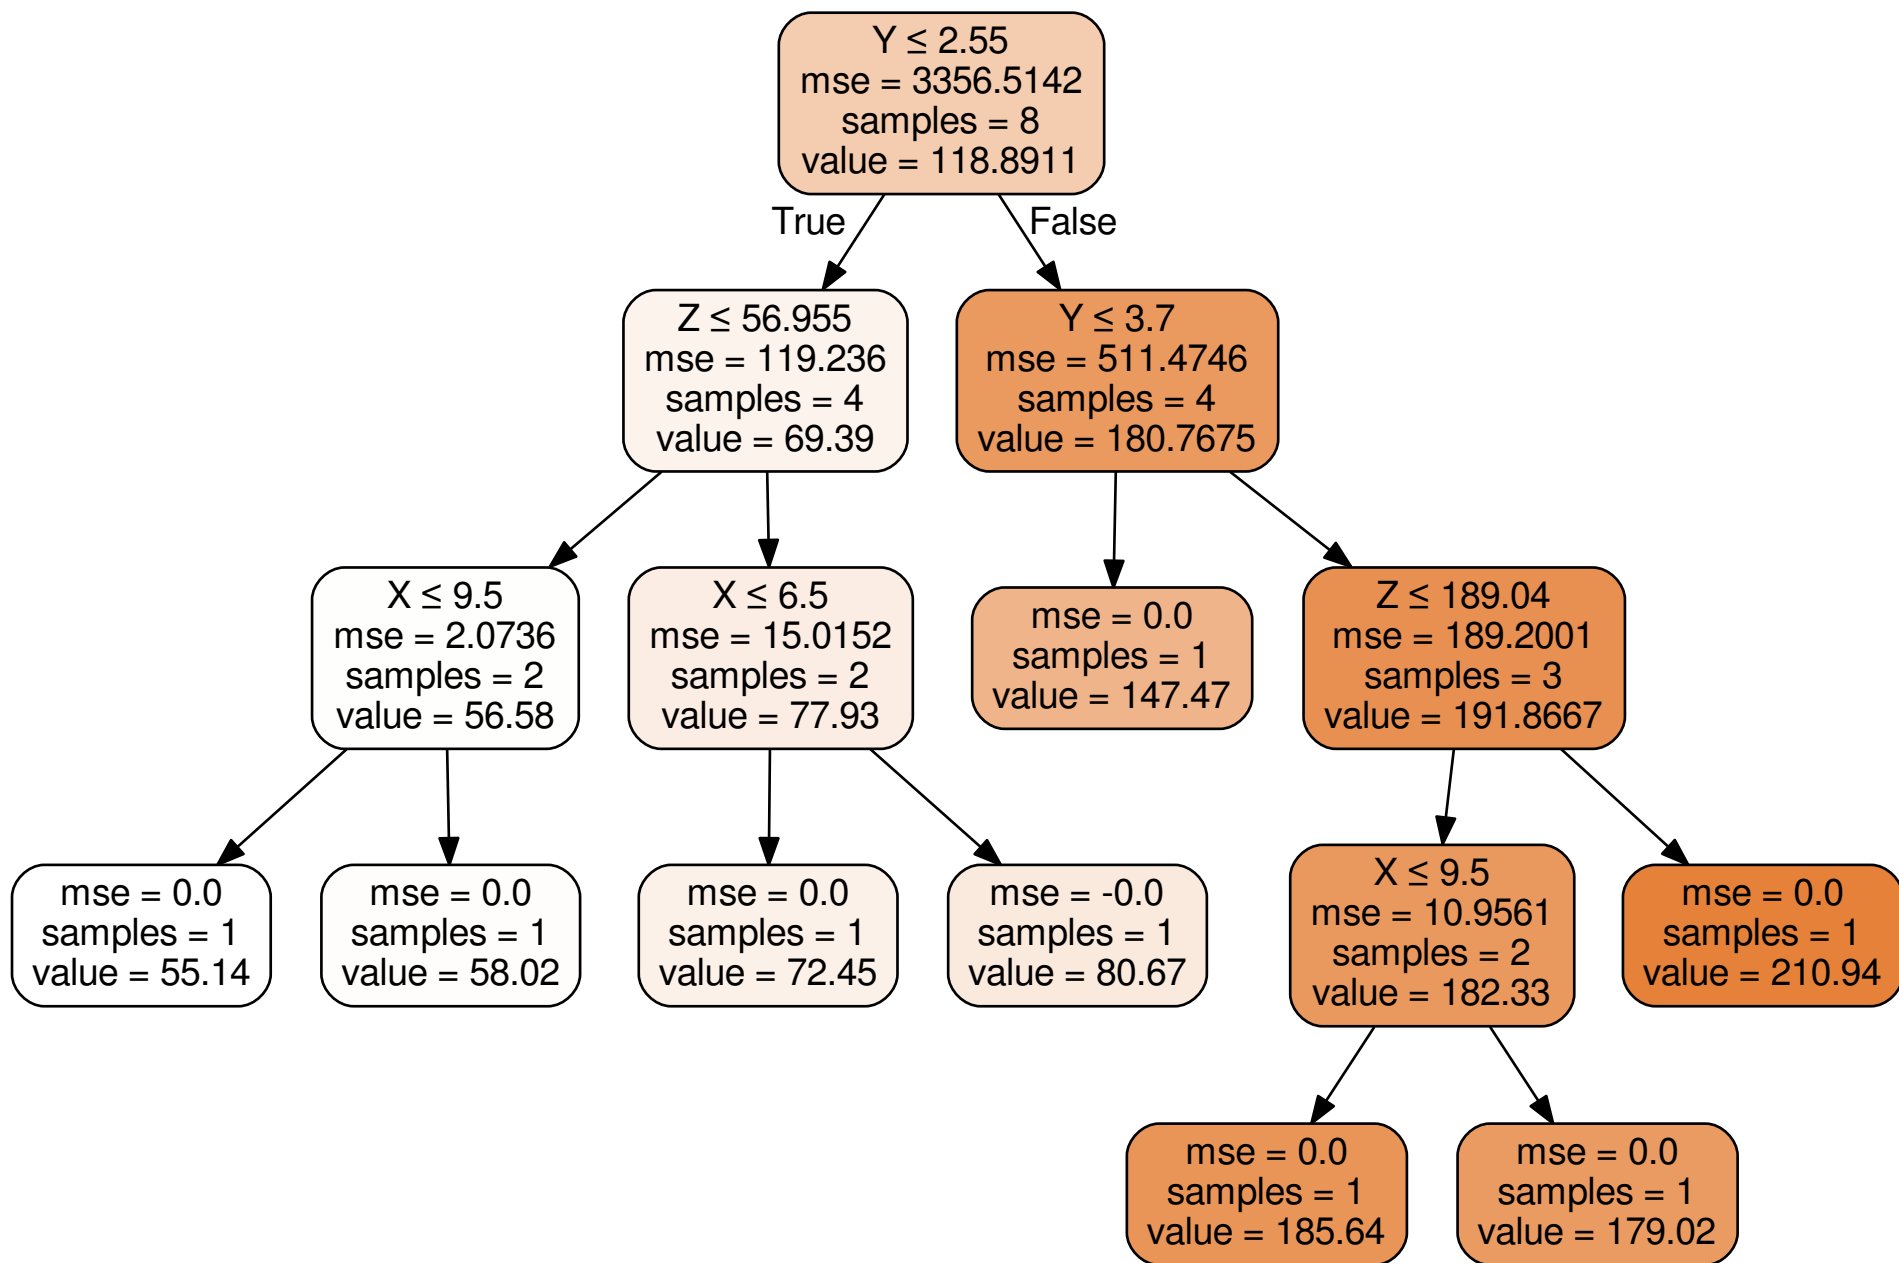 Y ≤ 2.55
mse = 3356.5142
samples = 8
value = 118.8911
True
False
Z ≤ 56.955
mse = 119.236
samples = 4
value = 69.39
Y ≤ 3.7
mse = 511.4746
samples = 4
value = 180.7675
X ≤ 9.5
mse = 2.0736
samples = 2
value = 56.58
X ≤ 6.5
mse = 15.0152
samples = 2
value = 77.93
mse = 0.0
samples = 1
value = 147.47
Z ≤ 189.04
mse = 189.2001
samples = 3
value = 191.8667
mse = 0.0
samples = 1
value = 55.14
mse = 0.0
samples = 1
value = 58.02
mse = 0.0
samples = 1
value = 72.45
mse = -0.0
samples = 1
value = 80.67
X ≤ 9.5
mse = 10.9561
samples = 2
value = 182.33
mse = 0.0
samples = 1
value = 210.94
mse = 0.0
samples = 1
value = 185.64
mse = 0.0
samples = 1
value = 179.02